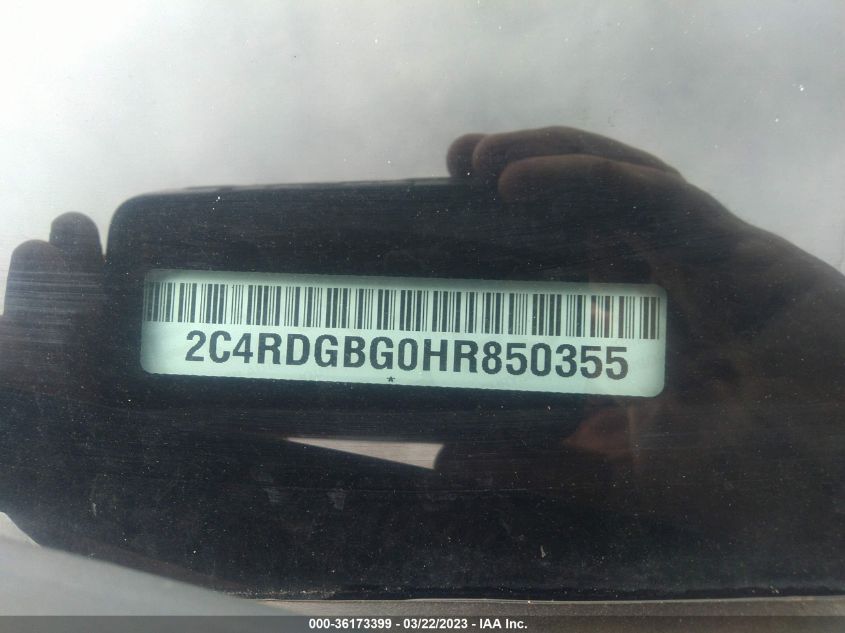 2C4RDGBG0HR850355
*
000-36173399 - 03/22/2023 - IAA Inc.